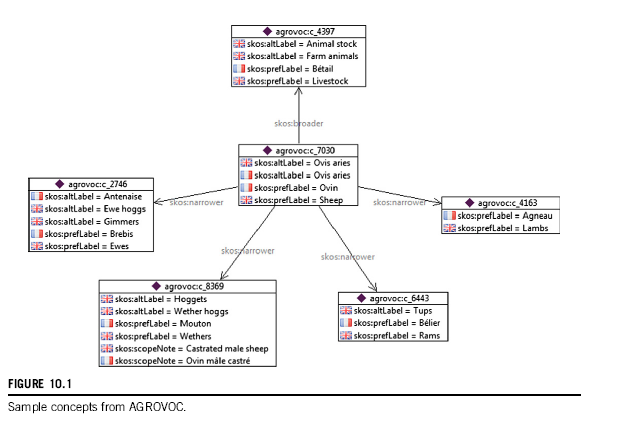 agrovoc:c_4397
skos:altLabel = Animal stock
skos:altLabel = Farm animals
skos:prefLabel = Bétail
skos:prefLabel = Livestock
skos:broader
agrovoc:c_7030
skos:altLabel = Ovis aries
skos:altLabel = Ovis aries
skos:prefLabel = Ovin
skos:prefLabel = Sheep
agrovoc:c_2746
skos:altLabel = Antenaise
skos:altLabel = Ewe hoggs
skos:altLabel = Gimmers
skos:prefLabel = Brebis
skos:prefLabel = Ewes
skos:narrower
skos:narrower
agrovoc:c_4163
skos:prefLabel = Agneau
skos:prefLabel = Lambs
skos:narrower
skos:narrower
agrovoc:c_8369
skos:altLabel = Hoggets
skos:altLabel = Wether hoggs
skos:prefLabel = Mouton
skos:prefLabel = Wethers
skos:scopeNote = Castrated male sheep
skos:scopeNote = Ovin mâle castré
agrovoc:c_6443
skos:altLabel = Tups
skos:prefLabel = Bélier
skos:prefLabel = Rams
FIGURE 10.1
Sample concepts from AGROVOC.